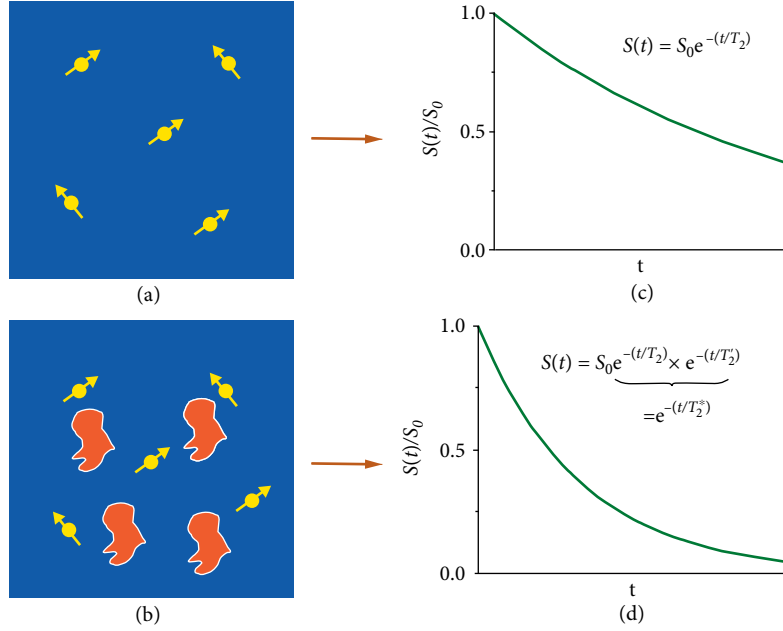 1.0
S(t) = S₀e^{−(t/T₂)}
S(t)/S₀
0.5
0.0
t
(a)
(c)
1.0
S(t) = S₀e^{−(t/T₂)} × e^{−(t/T₂′)}
=e^{−(t/T₂*)}
S(t)/S₀
0.5
0.0
t
(b)
(d)